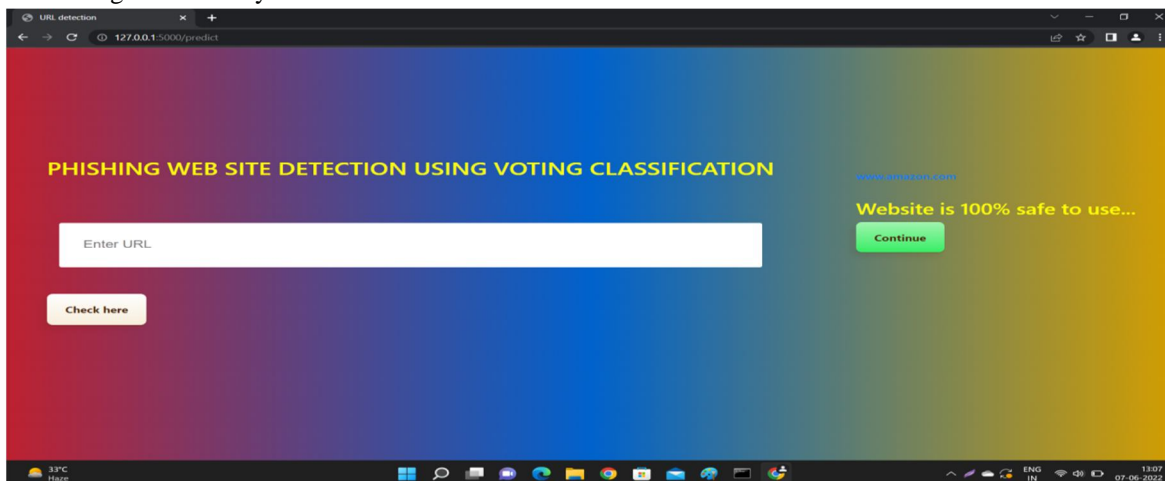 URL detection
127.0.0.1:5000/predict
PHISHING WEB SITE DETECTION USING VOTING CLASSIFICATION
www.amazon.com
Website is 100% safe to use...
Enter URL
Continue
Check here
33°C
Haze
ENG
IN
13:07
07-06-2022